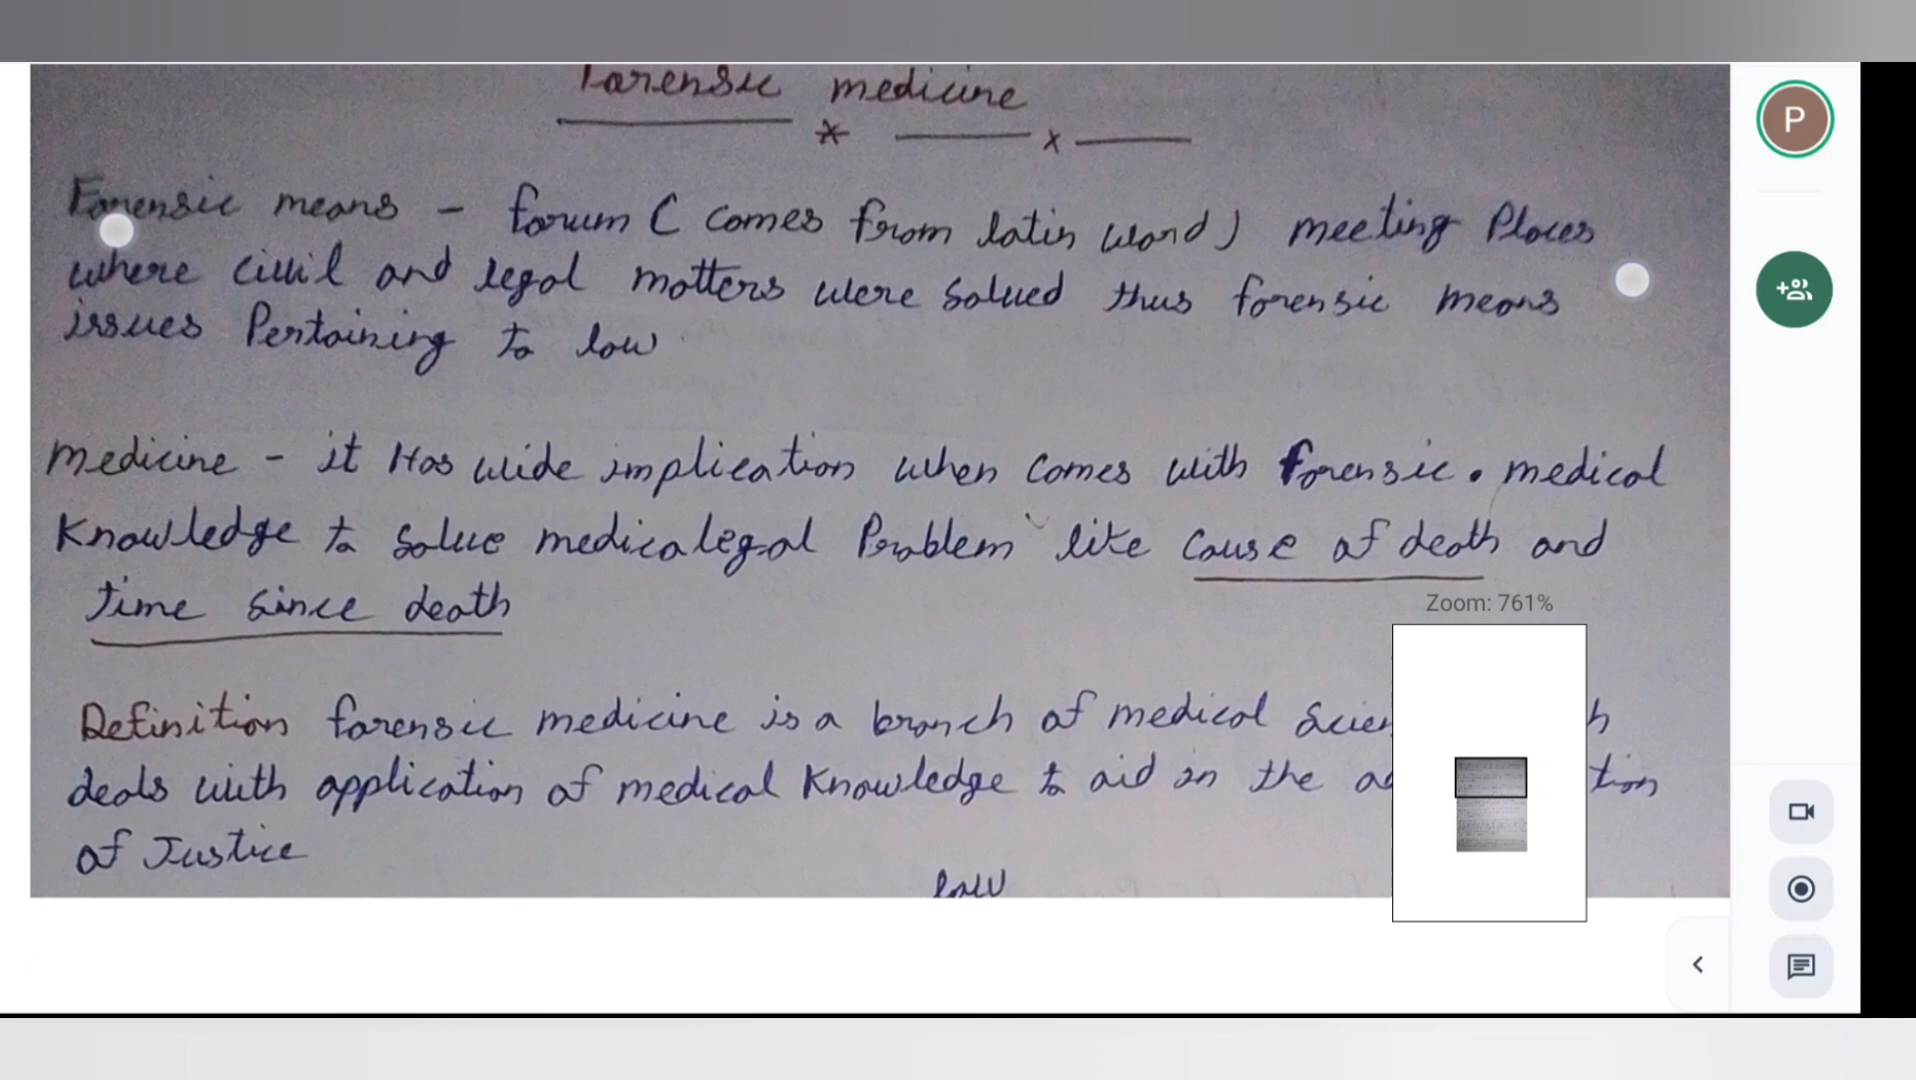 Forensic medicine
Forensic means - forum ( comes from latin word ) meeting Places
where civil and legal matters were solved thus forensic means
issues Pertaining to law
medicine - it Has wide implication when comes with forensic. medical
Knowledge to solve medicolegal Problem like cause of death and
time since death
Zoom: 761%
Definition forensic medicine is a branch of medical
deals with application of medical Knowledge to aid in the
of Justice
law
P